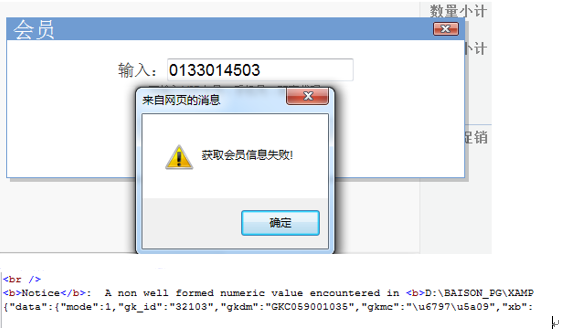 数量小计
会员
小计
输入： 0133014503
来自网页的消息
促销
获取会员信息失败!
确定
<br />
<b>Notice</b>:  A non well formed numeric value encountered in <b>D:\BAISON_PG\XAMP
{"data":{"mode":1,"gk_id":"32103","gkdm":"GKC059001035","gkmc":"\u6797\u5a09","xb":